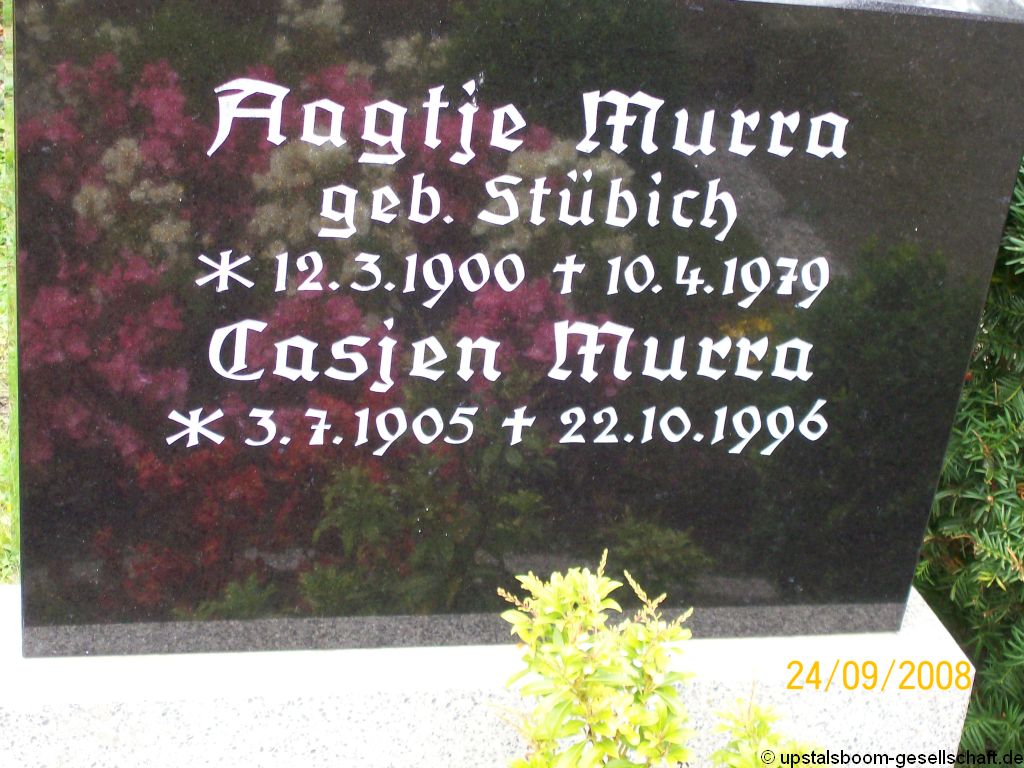 Aagtje Murra
geb. Stübich
* 12.3.1900 † 10.4.1979
Casjen Murra
* 3.7.1905 † 22.10.1996
24/09/2008
© upstalsboom-gesellschaft.de